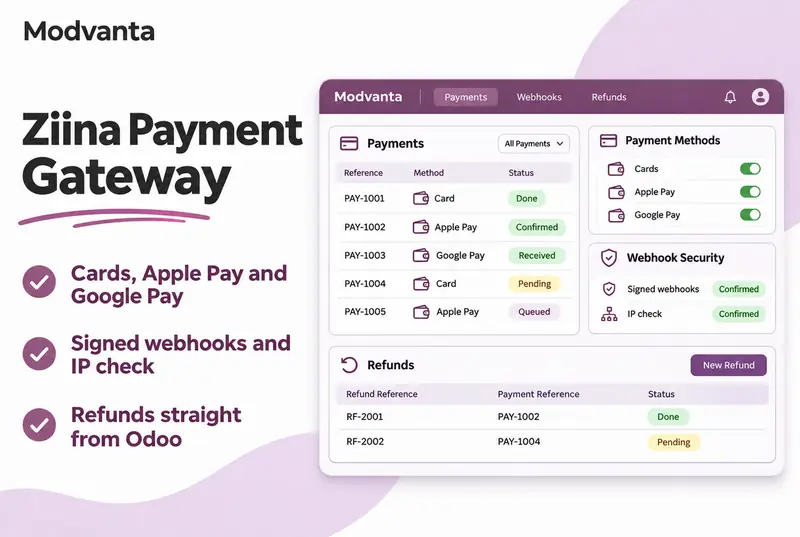 Modvanta
Ziina Payment
Gateway
Cards, Apple Pay and
Google Pay
Signed webhooks and
IP check
Refunds straight
from Odoo
Modvanta
Payments
Webhooks
Refunds
Payments
All Payments
Reference Method Status
PAY-1001 Card Done
PAY-1002 Apple Pay Confirmed
PAY-1003 Google Pay Received
PAY-1004 Card Pending
PAY-1005 Apple Pay Queued
Payment Methods
Cards
Apple Pay
Google Pay
Webhook Security
Signed webhooks Confirmed
IP check Confirmed
Refunds
New Refund
Refund Reference Payment Reference Status
RF-2001 PAY-1002 Done
RF-2002 PAY-1004 Pending